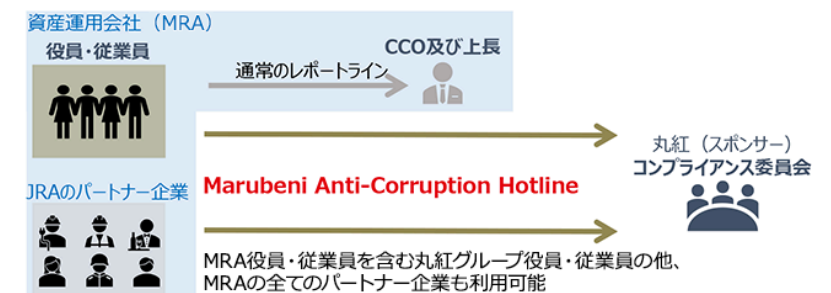 資産運用会社（MRA）
役員・従業員
CCO及び上長
通常のレポートライン
丸紅（スポンサー）
コンプライアンス委員会
JRAのパートナー企業
Marubeni Anti-Corruption Hotline
MRA役員・従業員を含む丸紅グループ役員・従業員の他、
MRAの全てのパートナー企業も利用可能